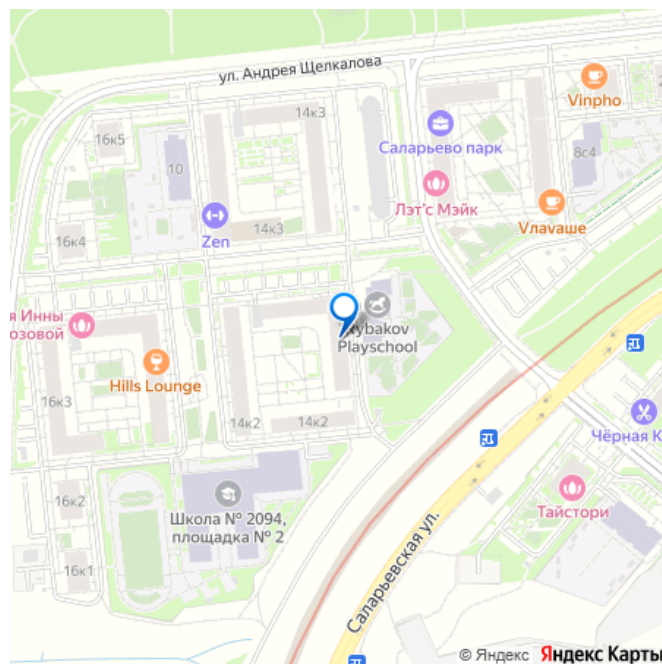 ул. Андрея Щелкалова
Vinpho
14к3
16к5
Саларьево парк
10
8с4
Лэт'с Мэйк
Vлаvаше
14к3
Zen
16к4
я Инны
розовой
Rybakov
Playschool
Hills Lounge
16к3
14к2
14к2
Чёрная К
16к2
Школа № 2094,
площадка № 2
Тайстори
16к1
Саларьевская ул.
© Яндекс Яндекс Карты